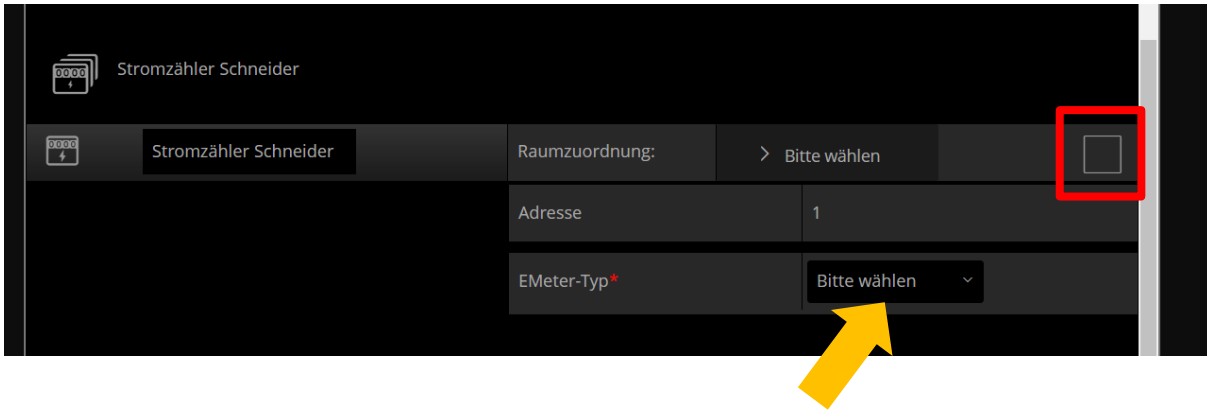 Stromzähler Schneider
Stromzähler Schneider
Raumzuordnung:
Bitte wählen
Adresse
1
EMeter-Typ*
Bitte wählen